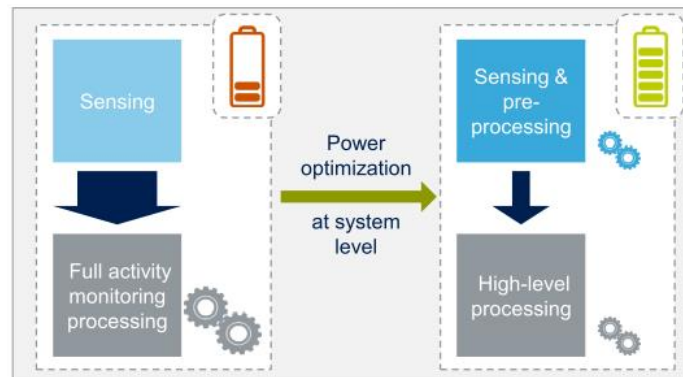 Sensing
Full activity
monitoring
processing
Power
optimization
at system
level
Sensing &
pre-
processing
High-level
processing